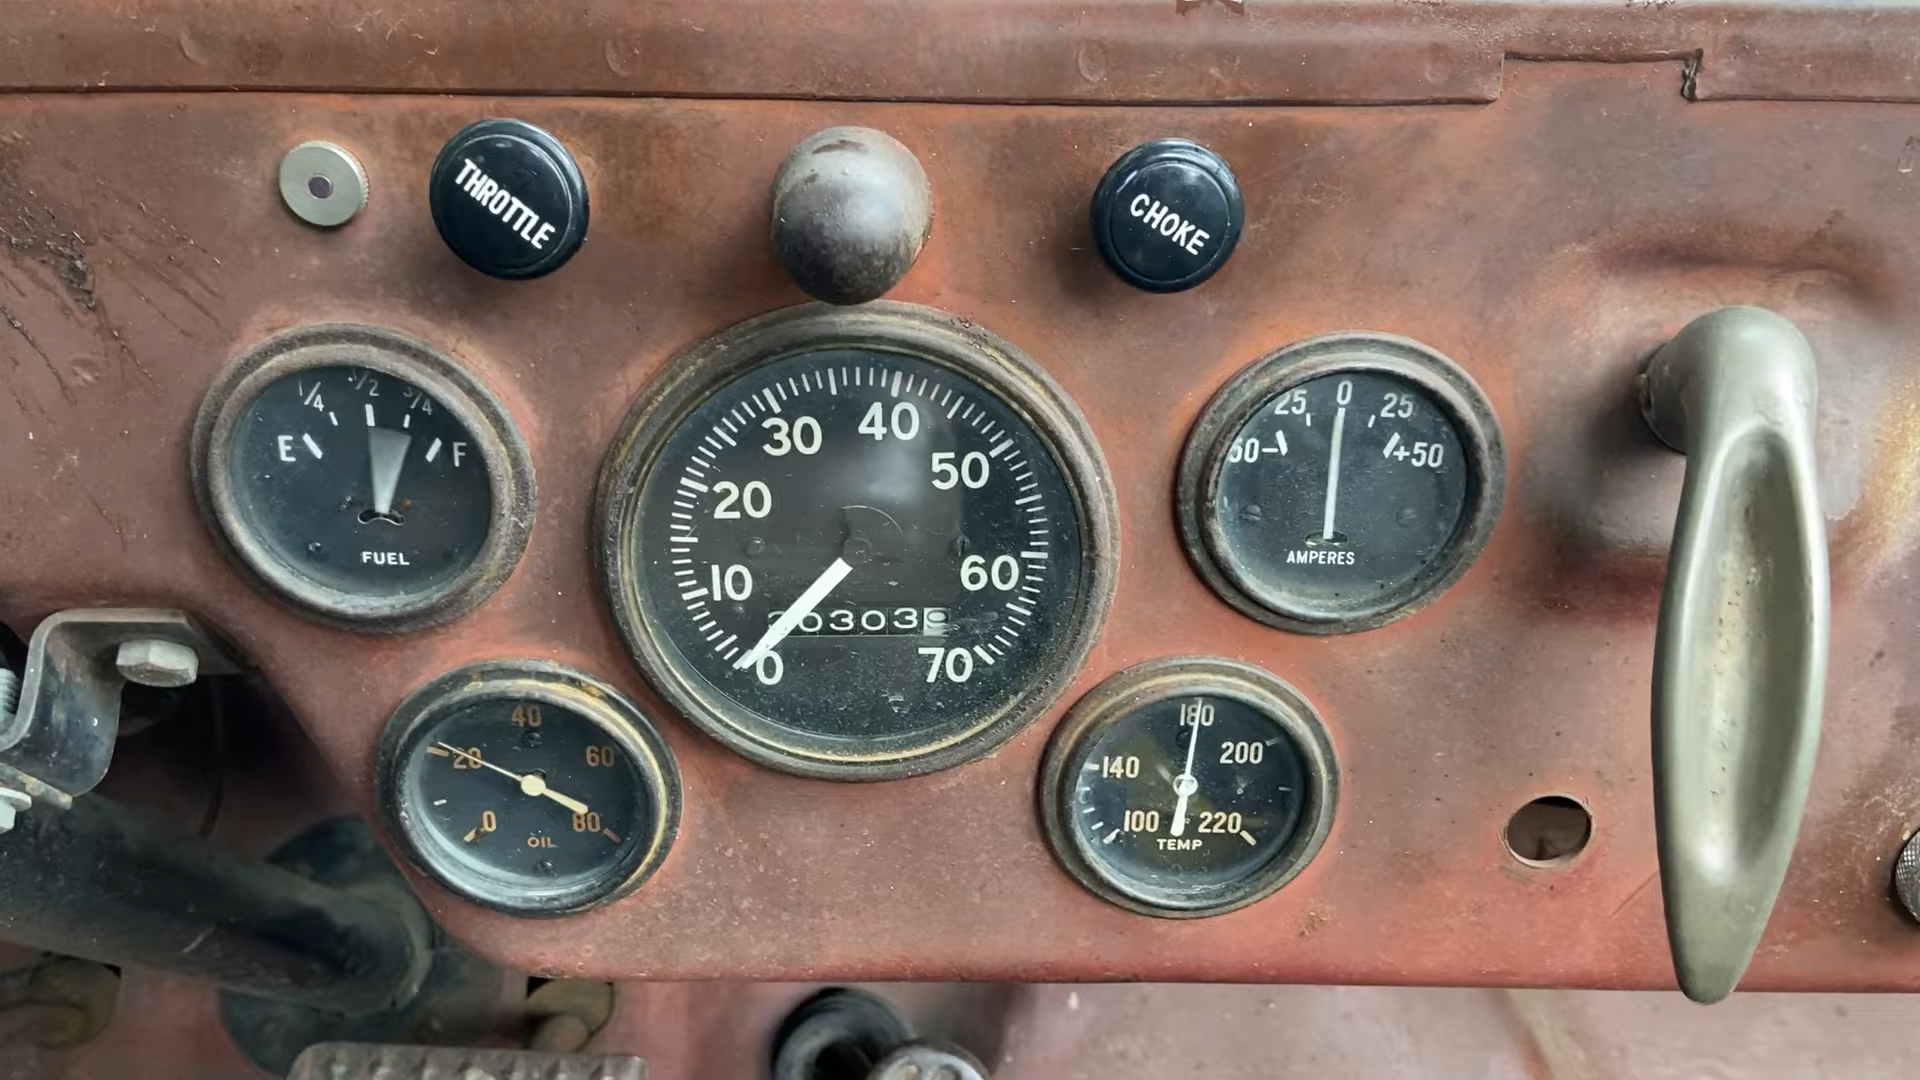 THROTTLE
CHOKE
E 1/4 1/2 3/4 F
FUEL
0 10 20 30 40 50 60 70
3039
50- 25 0 25 +50
AMPERES
0 20 40 60 80
OIL
100 140 180 200 220
TEMP